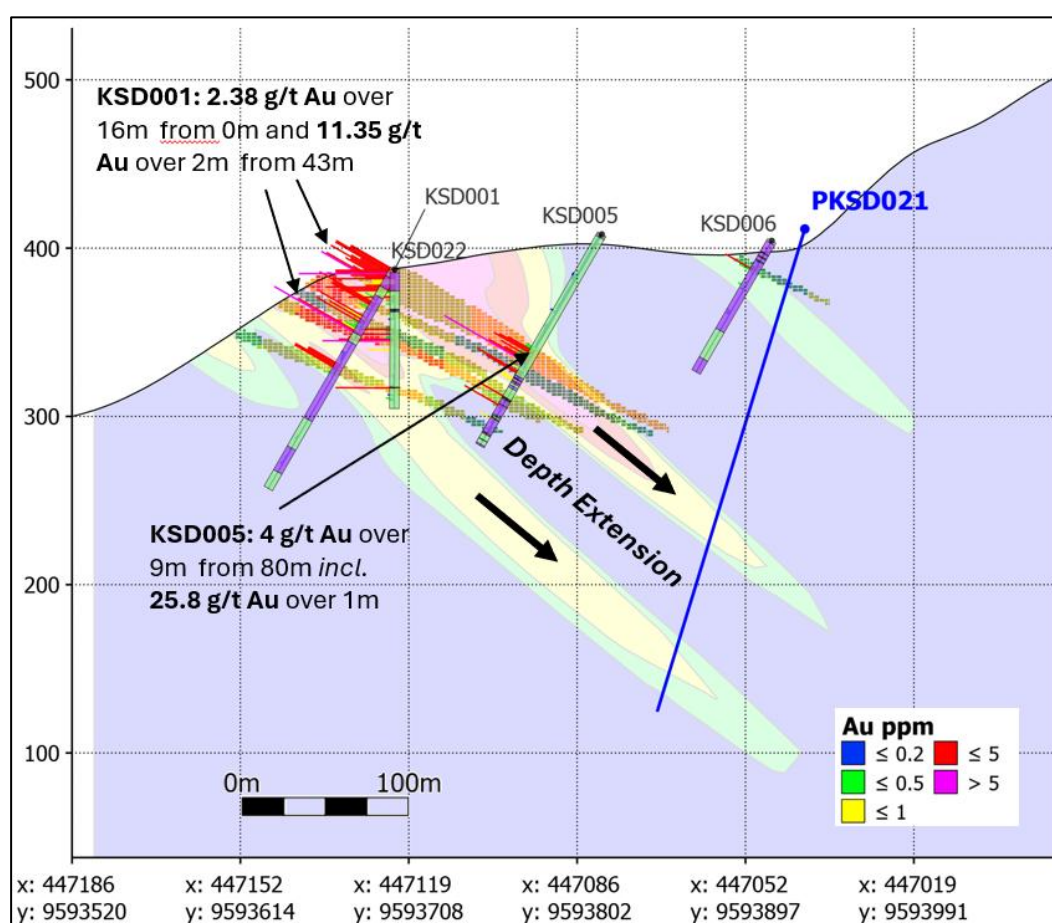 500
KSD001: 2.38 g/t Au over
16m from 0m and 11.35 g/t
Au over 2m from 43m
KSD001
KSD005
KSD006
PKSD021
400
KSD022
300
Depth Extension
KSD005: 4 g/t Au over
9m from 80m incl.
25.8 g/t Au over 1m
200
100
0m 100m
Au ppm
≤ 0.2 ≤ 5
≤ 0.5 > 5
≤ 1
x: 447186 x: 447152 x: 447119 x: 447086 x: 447052 x: 447019
y: 9593520 y: 9593614 y: 9593708 y: 9593802 y: 9593897 y: 9593991